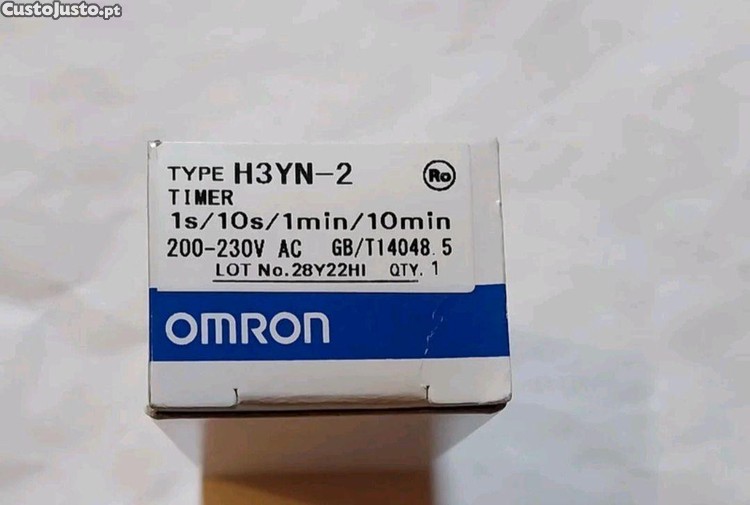 CustoJusto.pt
TYPE H3YN-2
Ro
TIMER
1s/10s/1min/10min
200-230V AC GB/T14048.5
LOT No.28Y22HI QTY. 1
OMRON